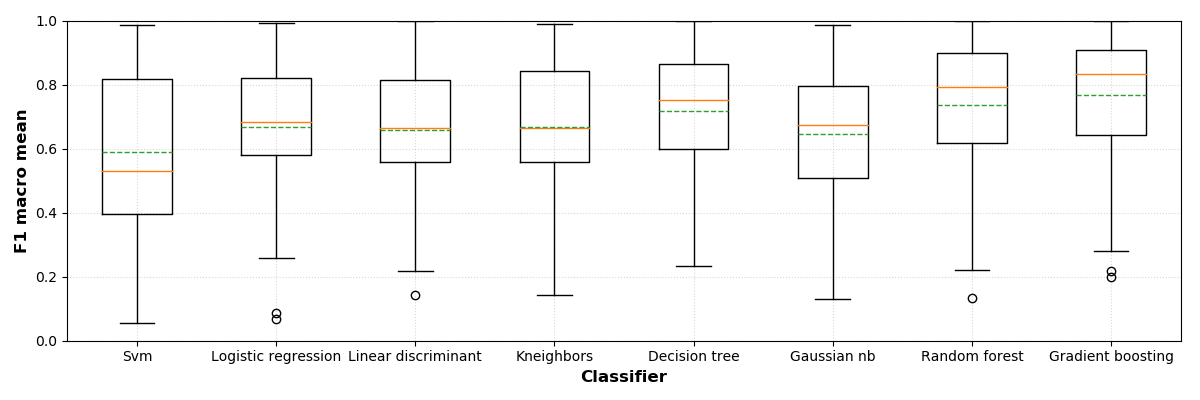 F1 macro mean
1.0
0.8
0.6
0.4
0.2
0.0
Svm Logistic regression Linear discriminant Kneighbors Decision tree Gaussian nb Random forest Gradient boosting
Classifier